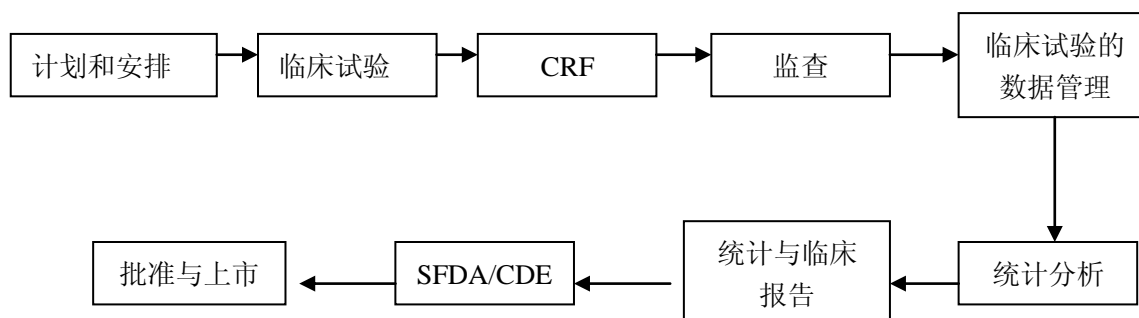 计划和安排
临床试验
CRF
监查
临床试验的
数据管理
统计分析
统计与临床
报告
SFDA/CDE
批准与上市